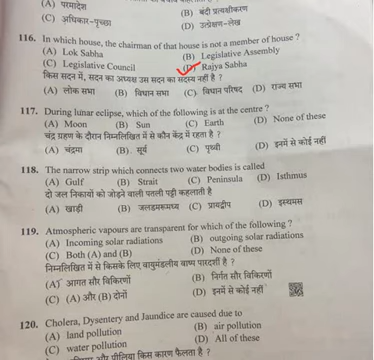 (A) परमादेश (B) बंदी प्रत्यक्षीकरण
(C) अधिकार-पृच्छा (D) उत्प्रेषण-लेख
116. In which house, the chairman of that house is not a member of house ?
(A) Lok Sabha (B) Legislative Assembly
(C) Legislative Council (D) Rajya Sabha
किस सदन में, सदन का अध्यक्ष उस सदन का सदस्य नहीं है ?
(A) लोक सभा (B) विधान सभा (C) विधान परिषद (D) राज्य सभा
117. During lunar eclipse, which of the following is at the centre ?
(A) Moon (B) Sun (C) Earth (D) None of these
चंद्र ग्रहण के दौरान निम्नलिखित में से कौन केंद्र में रहता है ?
(A) चंद्रमा (B) सूर्य (C) पृथ्वी (D) इनमें से कोई नहीं
118. The narrow strip which connects two water bodies is called
(A) Gulf (B) Strait (C) Peninsula (D) Isthmus
दो जल निकायों को जोड़ने वाली पतली पट्टी कहलाती है
(A) खाड़ी (B) जलडमरूमध्य (C) प्रायद्वीप (D) इस्थमस
119. Atmospheric vapours are transparent for which of the following ?
(A) Incoming solar radiations (B) outgoing solar radiations
(C) Both (A) and (B) (D) None of these
निम्नलिखित में से किसके लिए वायुमंडलीय वाष्प पारदर्शी है ?
(A) आगत सौर विकिरणों (B) निर्गत सौर विकिरणों
(C) (A) और (B) दोनों (D) इनमें से कोई नहीं
120. Cholera, Dysentery and Jaundice are caused due to
(A) land pollution (B) air pollution
(C) water pollution (D) All of these
और पीलिया किस कारण फैलता है ?